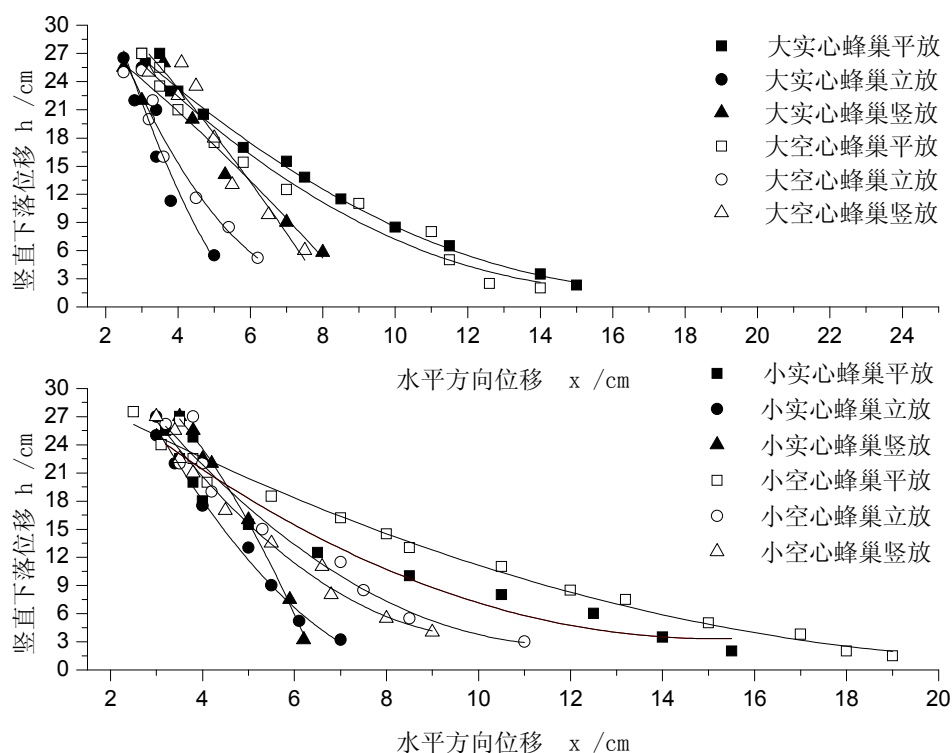 30
27
24
21
18
15
12
9
6
3
0
竖直下落位移 h /cm
2 4 6 8 10 12 14 16 18 20 22 24
水平方向位移 x /cm
大实心蜂巢平放
大实心蜂巢立放
大实心蜂巢竖放
大空心蜂巢平放
大空心蜂巢立放
大空心蜂巢竖放
30
27
24
21
18
15
12
9
6
3
0
竖直下落位移 h /cm
2 4 6 8 10 12 14 16 18 20
水平方向位移 x /cm
小实心蜂巢平放
小实心蜂巢立放
小实心蜂巢竖放
小空心蜂巢平放
小空心蜂巢立放
小空心蜂巢竖放